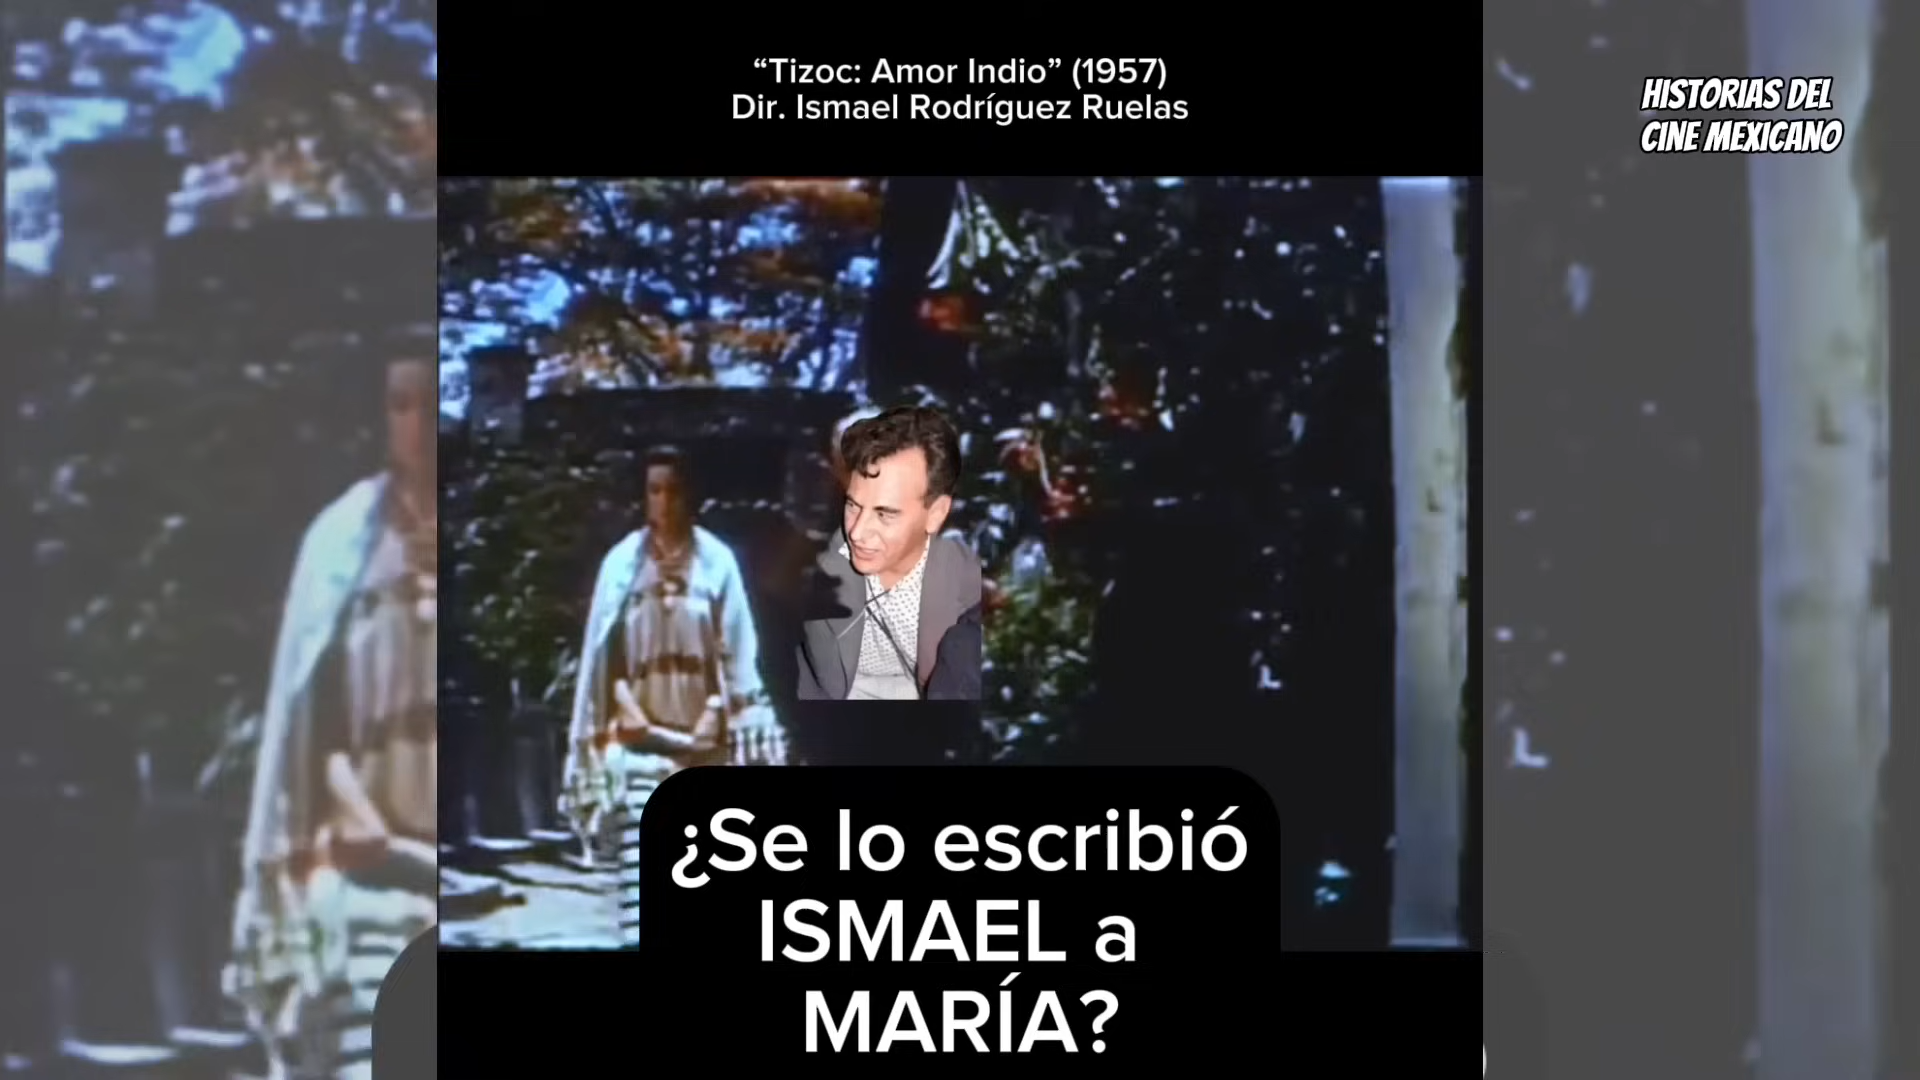 “Tizoc: Amor Indio” (1957)
Dir. Ismael Rodríguez Ruelas
HISTORIAS DEL
CINE MEXICANO
¿Se lo escribió
ISMAEL a
MARÍA?